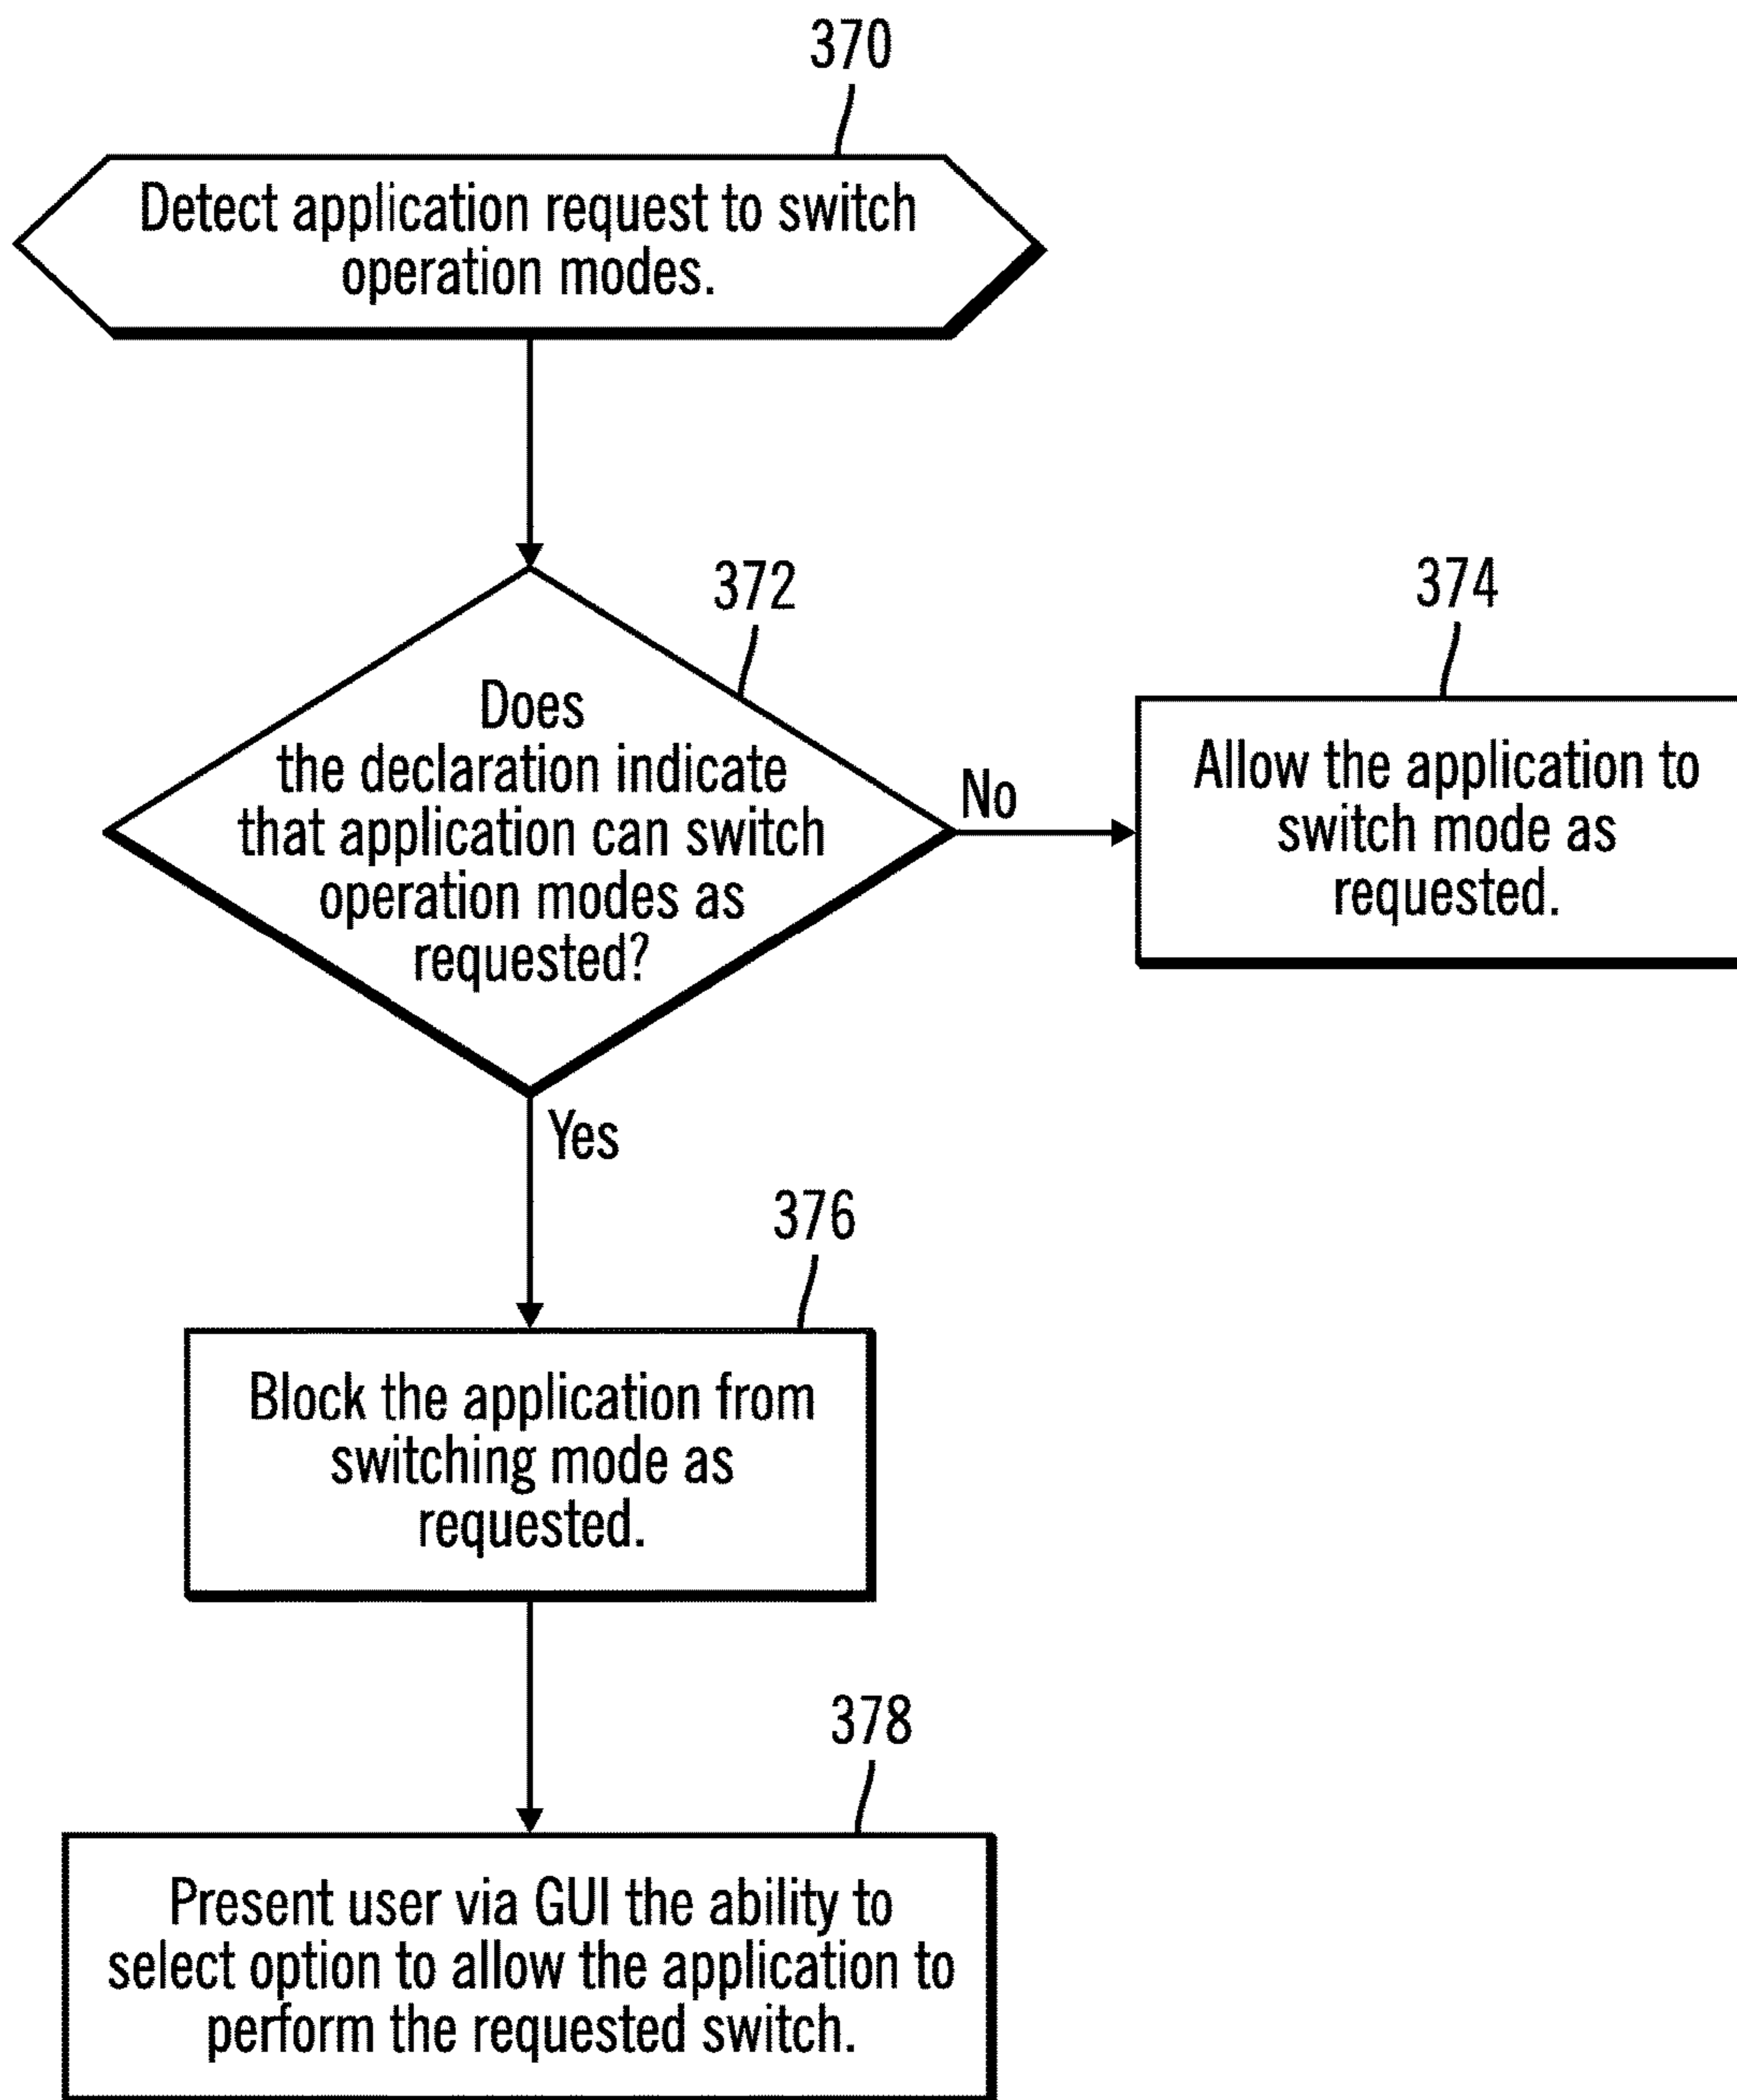 370
Detect application request to switch
operation modes.
372
Does
the declaration indicate
that application can switch
operation modes as
requested?
No
374
Allow the application to
switch mode as
requested.
Yes
376
Block the application from
switching mode as
requested.
378
Present user via GUI the ability to
select option to allow the application to
perform the requested switch.